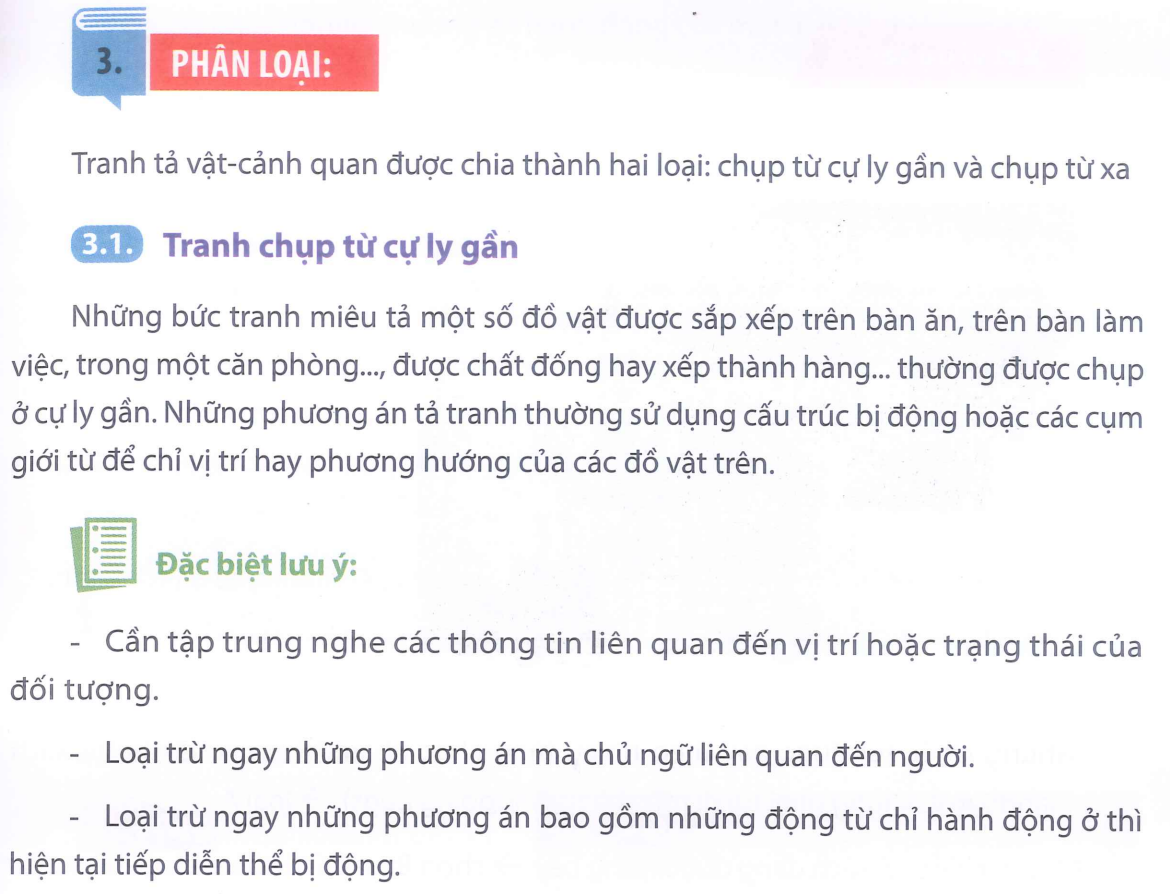 3. PHÂN LOẠI:
Tranh tả vật-cảnh quan được chia thành hai loại: chụp từ cự ly gần và chụp từ xa
3.1. Tranh chụp từ cự ly gần
Những bức tranh miêu tả một số đồ vật được sắp xếp trên bàn ăn, trên bàn làm
việc, trong một căn phòng..., được chất đống hay xếp thành hàng... thường được chụp
ở cự ly gần. Những phương án tả tranh thường sử dụng cấu trúc bị động hoặc các cụm
giới từ để chỉ vị trí hay phương hướng của các đồ vật trên.
Đặc biệt lưu ý:
- Cần tập trung nghe các thông tin liên quan đến vị trí hoặc trạng thái của
đối tượng.
- Loại trừ ngay những phương án mà chủ ngữ liên quan đến người.
- Loại trừ ngay những phương án bao gồm những động từ chỉ hành động ở thì
hiện tại tiếp diễn thể bị động.